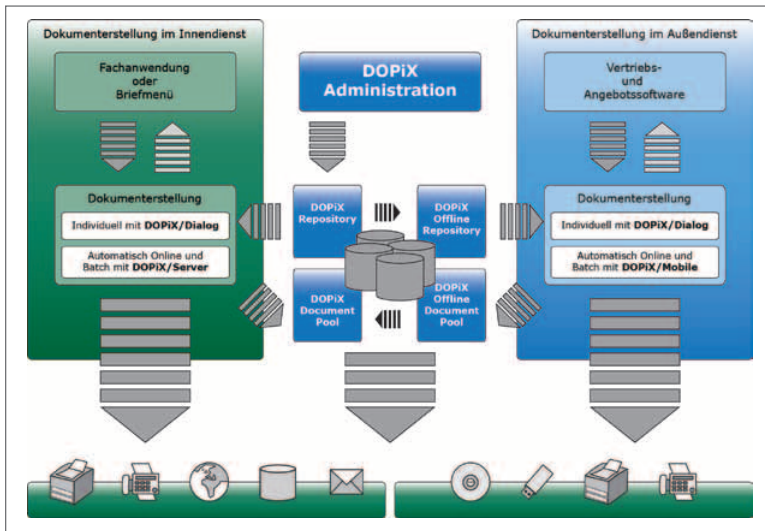 Dokumenterstellung im Innendienst
Fachanwendung
oder
Briefmenü
Dokumenterstellung
Individuell mit DOPiX/Dialog
Automatisch Online und
Batch mit DOPiX/Server
DOPiX
Administration
DOPiX
Repository
DOPiX
Offline
Repository
DOPiX
Document
Pool
DOPiX
Offline
Document
Pool
Dokumenterstellung im Außendienst
Vertriebs-
und
Angebotssoftware
Dokumenterstellung
Individuell mit DOPiX/Dialog
Automatisch Online und
Batch mit DOPiX/Mobile